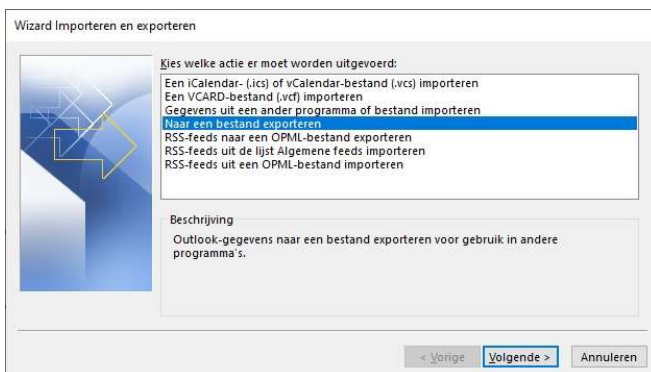 Wizard Importeren en exporteren
Kies welke actie er moet worden uitgevoerd:
Een iCalendar- (.ics) of vCalendar-bestand (.vcs) importeren
Een VCARD-bestand (.vcf) importeren
Gegevens uit een ander programma of bestand importeren
Naar een bestand exporteren
RSS-feeds naar een OPML-bestand exporteren
RSS-feeds uit de lijst Algemene feeds importeren
RSS-feeds uit een OPML-bestand importeren
Beschrijving
Outlook-gegevens naar een bestand exporteren voor gebruik in andere
programma's.
< Vorige Volgende > Annuleren